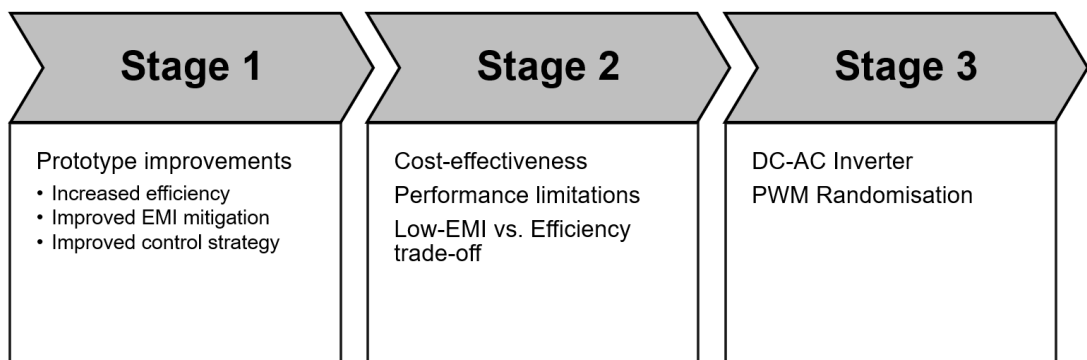 Stage 1
Prototype improvements
• Increased efficiency
• Improved EMI mitigation
• Improved control strategy
Stage 2
Cost-effectiveness
Performance limitations
Low-EMI vs. Efficiency
trade-off
Stage 3
DC-AC Inverter
PWM Randomisation